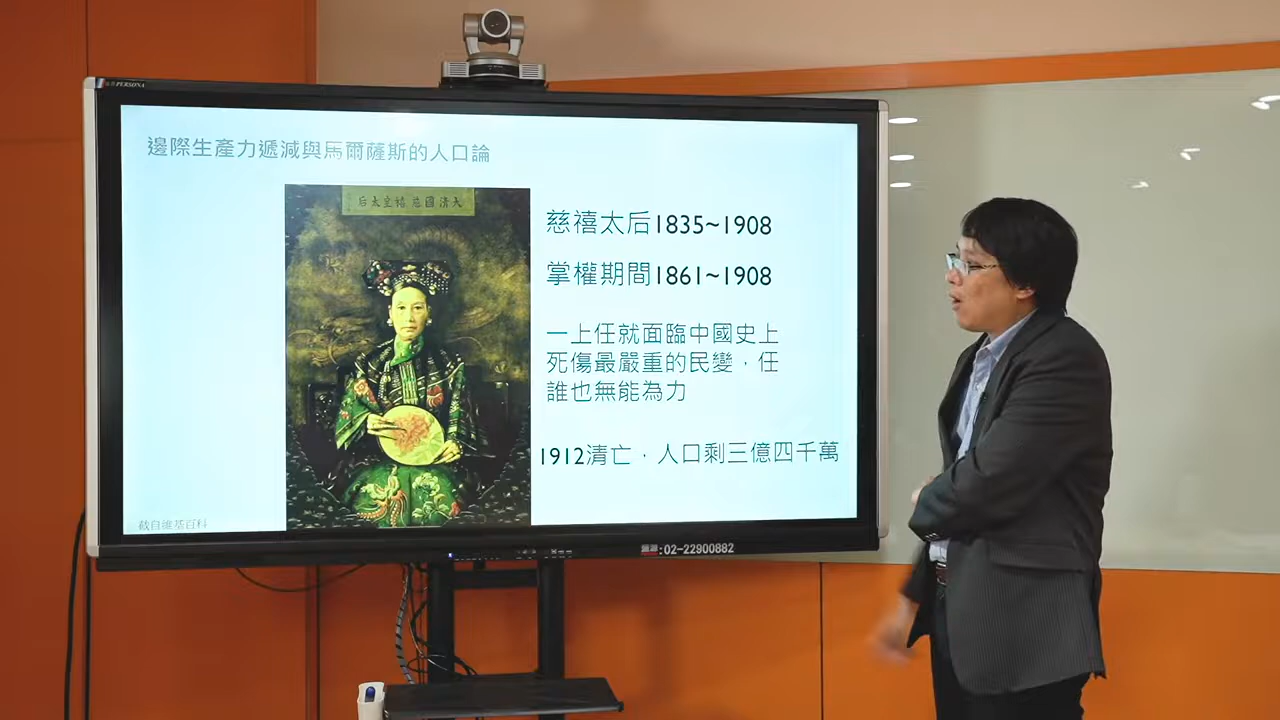 PERSONA
邊際生產力遞減與馬爾薩斯的人口論
后太皇禧 慈國清大
慈禧太后1835~1908
掌權期間1861~1908
一上任就面臨中國史上
死傷最嚴重的民變，任
誰也無能為力
1912清亡，人口剩三億四千萬
截自維基百科
:02-22900882